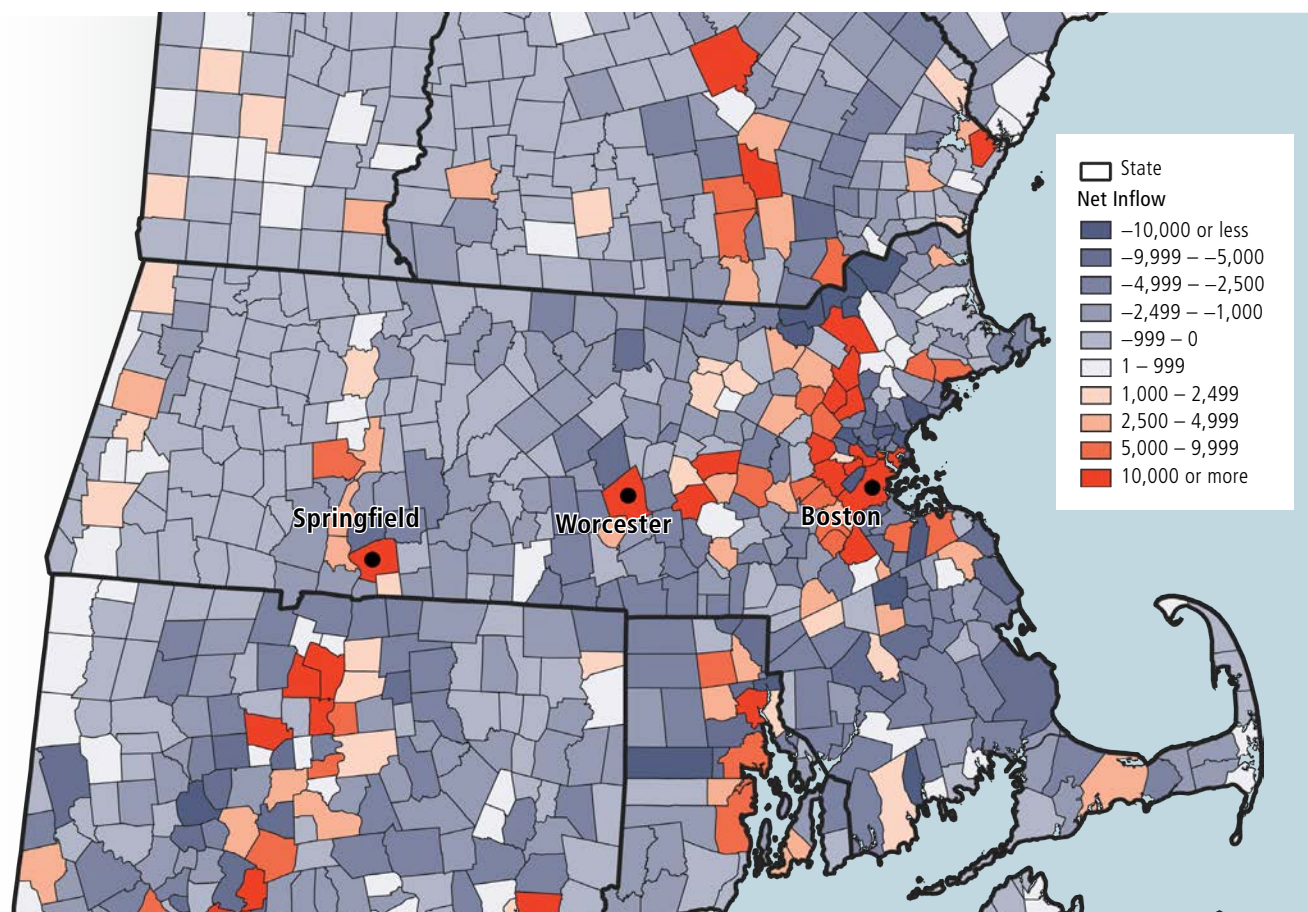 State
Net Inflow
–10,000 or less
–9,999 – –5,000
–4,999 – –2,500
–2,499 – –1,000
–999 – 0
1 – 999
1,000 – 2,499
2,500 – 4,999
5,000 – 9,999
10,000 or more
Springfield
Worcester
Boston